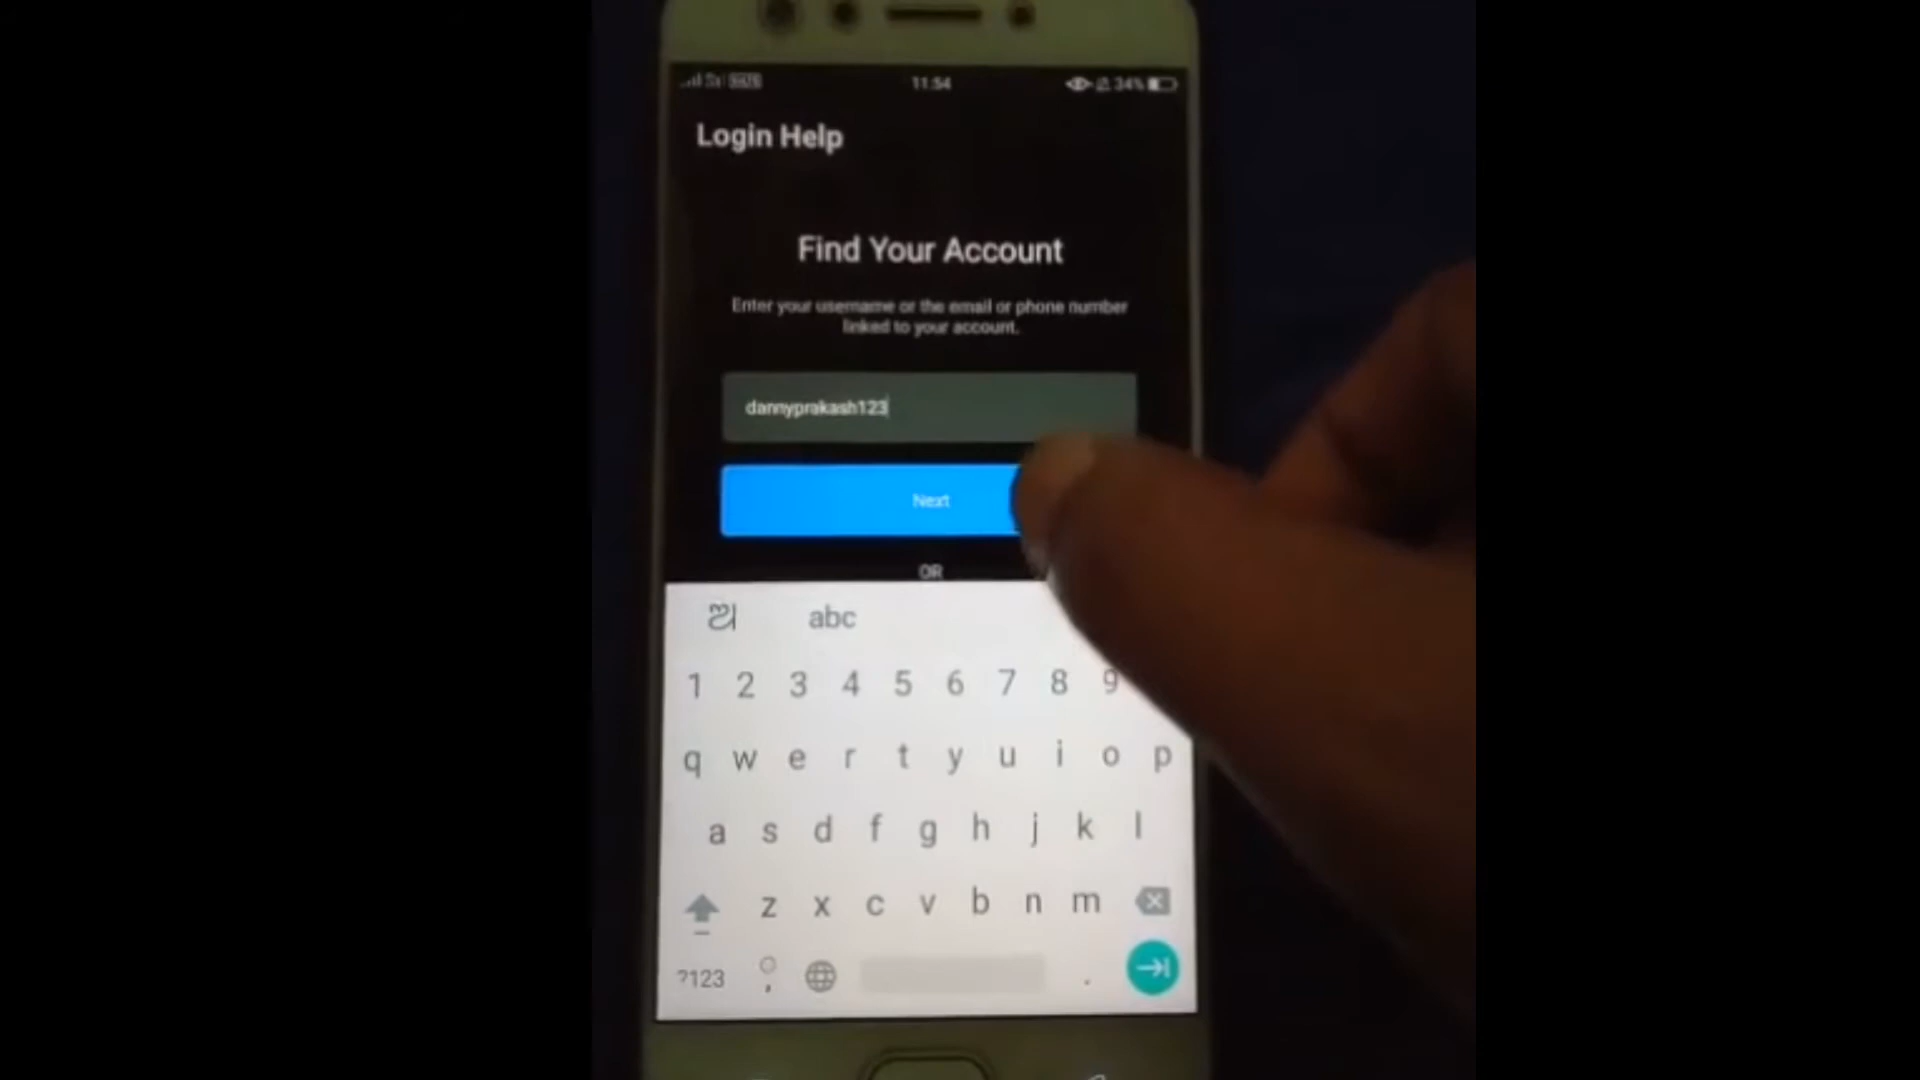 11:54
34%
Login Help
Find Your Account
Enter your username or the email or phone number
linked to your account.
dannyprakash123
Next
OR
abc
1 2 3 4 5 6 7 8 9
q w e r t y u i o p
a s d f g h j k l
z x c v b n m
?123 , .